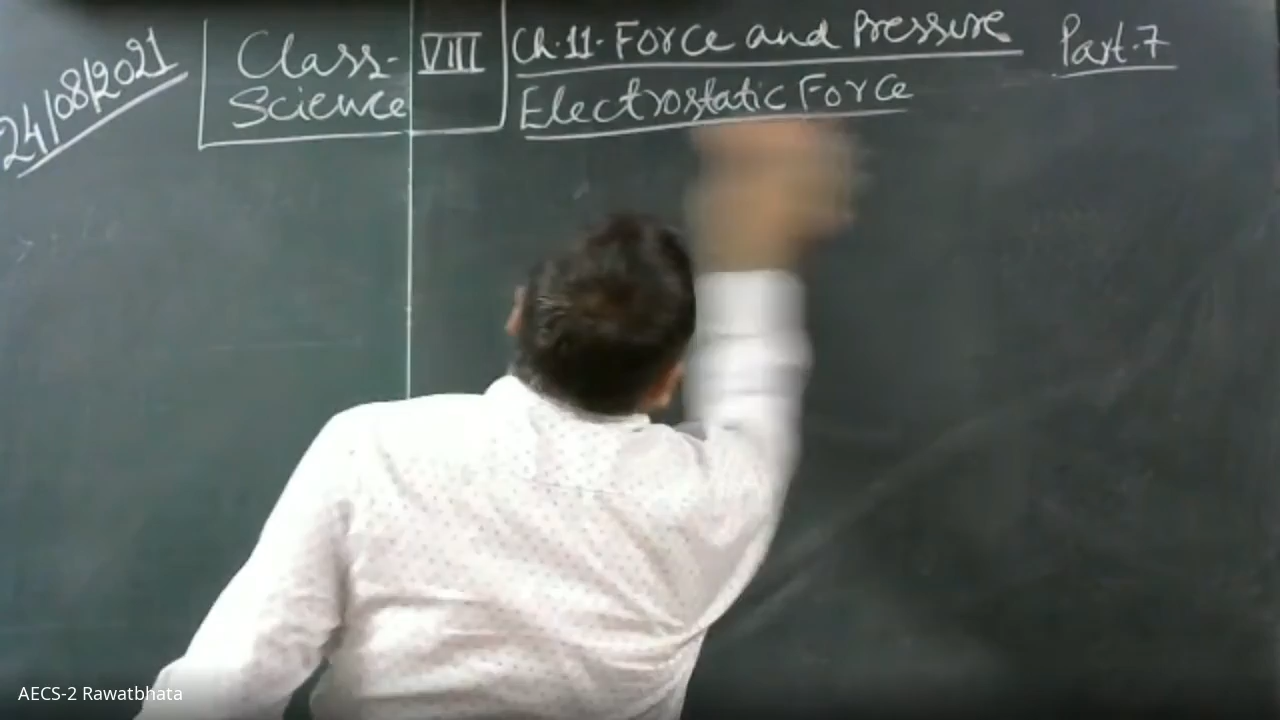 24/08/2021
Class- VIII
Science
Ch.11. Force and Pressure
Part.7
Electrostatic Force
AECS-2 Rawatbhata